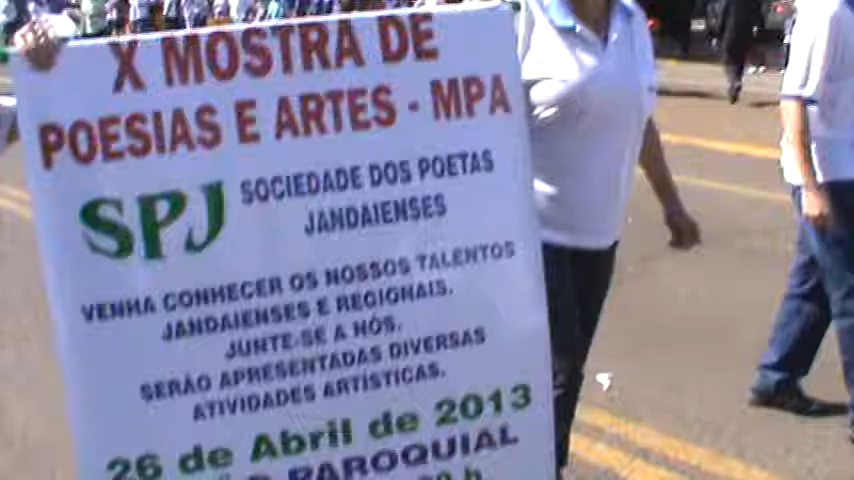 X MOSTRA DE
POESIAS E ARTES - MPA
SPJ SOCIEDADE DOS POETAS
JANDAIENSES
VENHA CONHECER OS NOSSOS TALENTOS
JANDAIENSES E REGIONAIS.
JUNTE-SE A NÓS.
SERÃO APRESENTADAS DIVERSAS
ATIVIDADES ARTÍSTICAS.
26 de Abril de 2013
PAROQUIAL
h